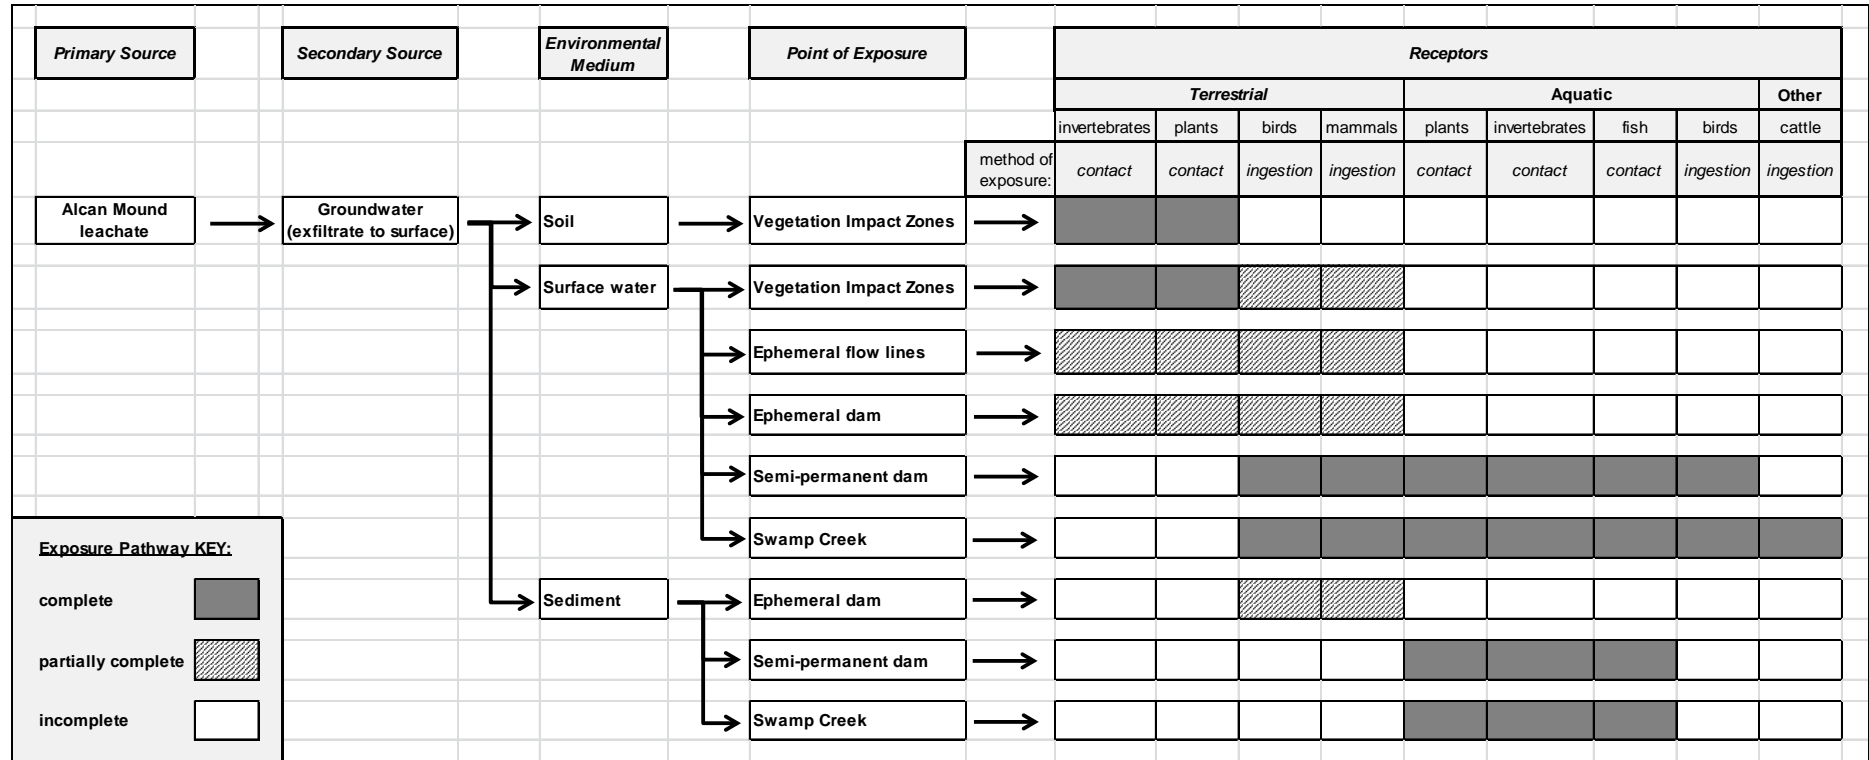 Primary Source
Secondary Source
Environmental
Medium
Point of Exposure
Receptors
Terrestrial
Aquatic
Other
invertebrates
plants
birds
mammals
plants
invertebrates
fish
birds
cattle
method of
exposure:
contact
contact
ingestion
ingestion
contact
contact
contact
ingestion
ingestion
Alcan Mound
leachate
Groundwater
(exfiltrate to surface)
Soil
Vegetation Impact Zones
Surface water
Vegetation Impact Zones
Ephemeral flow lines
Ephemeral dam
Semi-permanent dam
Swamp Creek
Sediment
Ephemeral dam
Semi-permanent dam
Swamp Creek
Exposure Pathway KEY:
complete
partially complete
incomplete